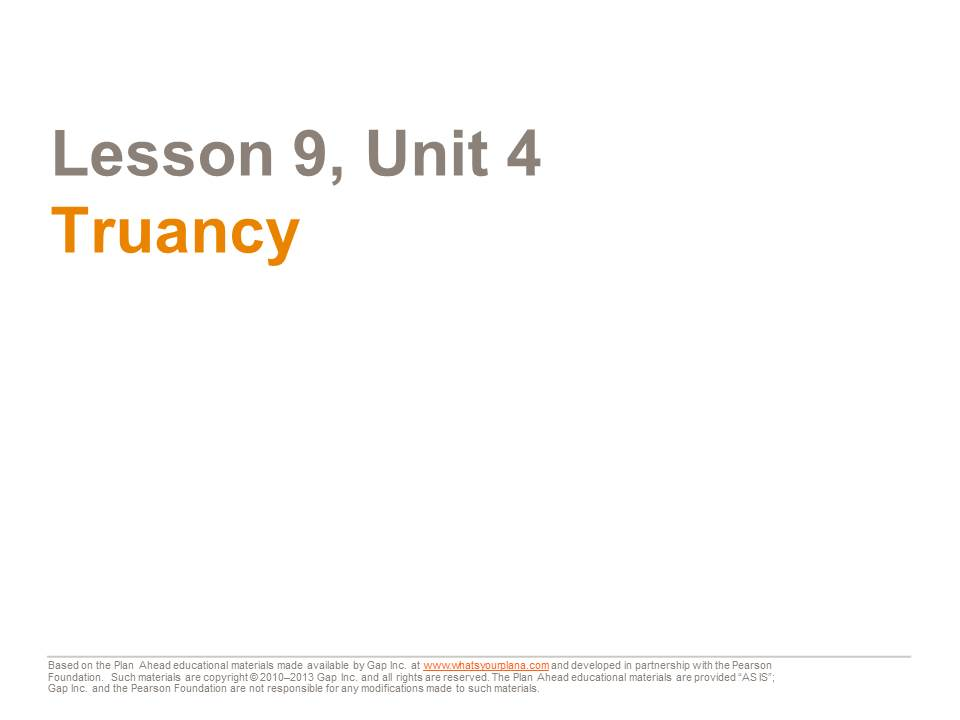 Lesson 9, Unit 4
Truancy
Based on the Plan Ahead educational materials made available by Gap Inc. at www.whatsyourplana.com and developed in partnership with the Pearson
Foundation. Such materials are copyright © 2010–2013 Gap Inc. and all rights are reserved. The Plan Ahead educational materials are provided “AS IS”;
Gap Inc. and the Pearson Foundation are not responsible for any modifications made to such materials.